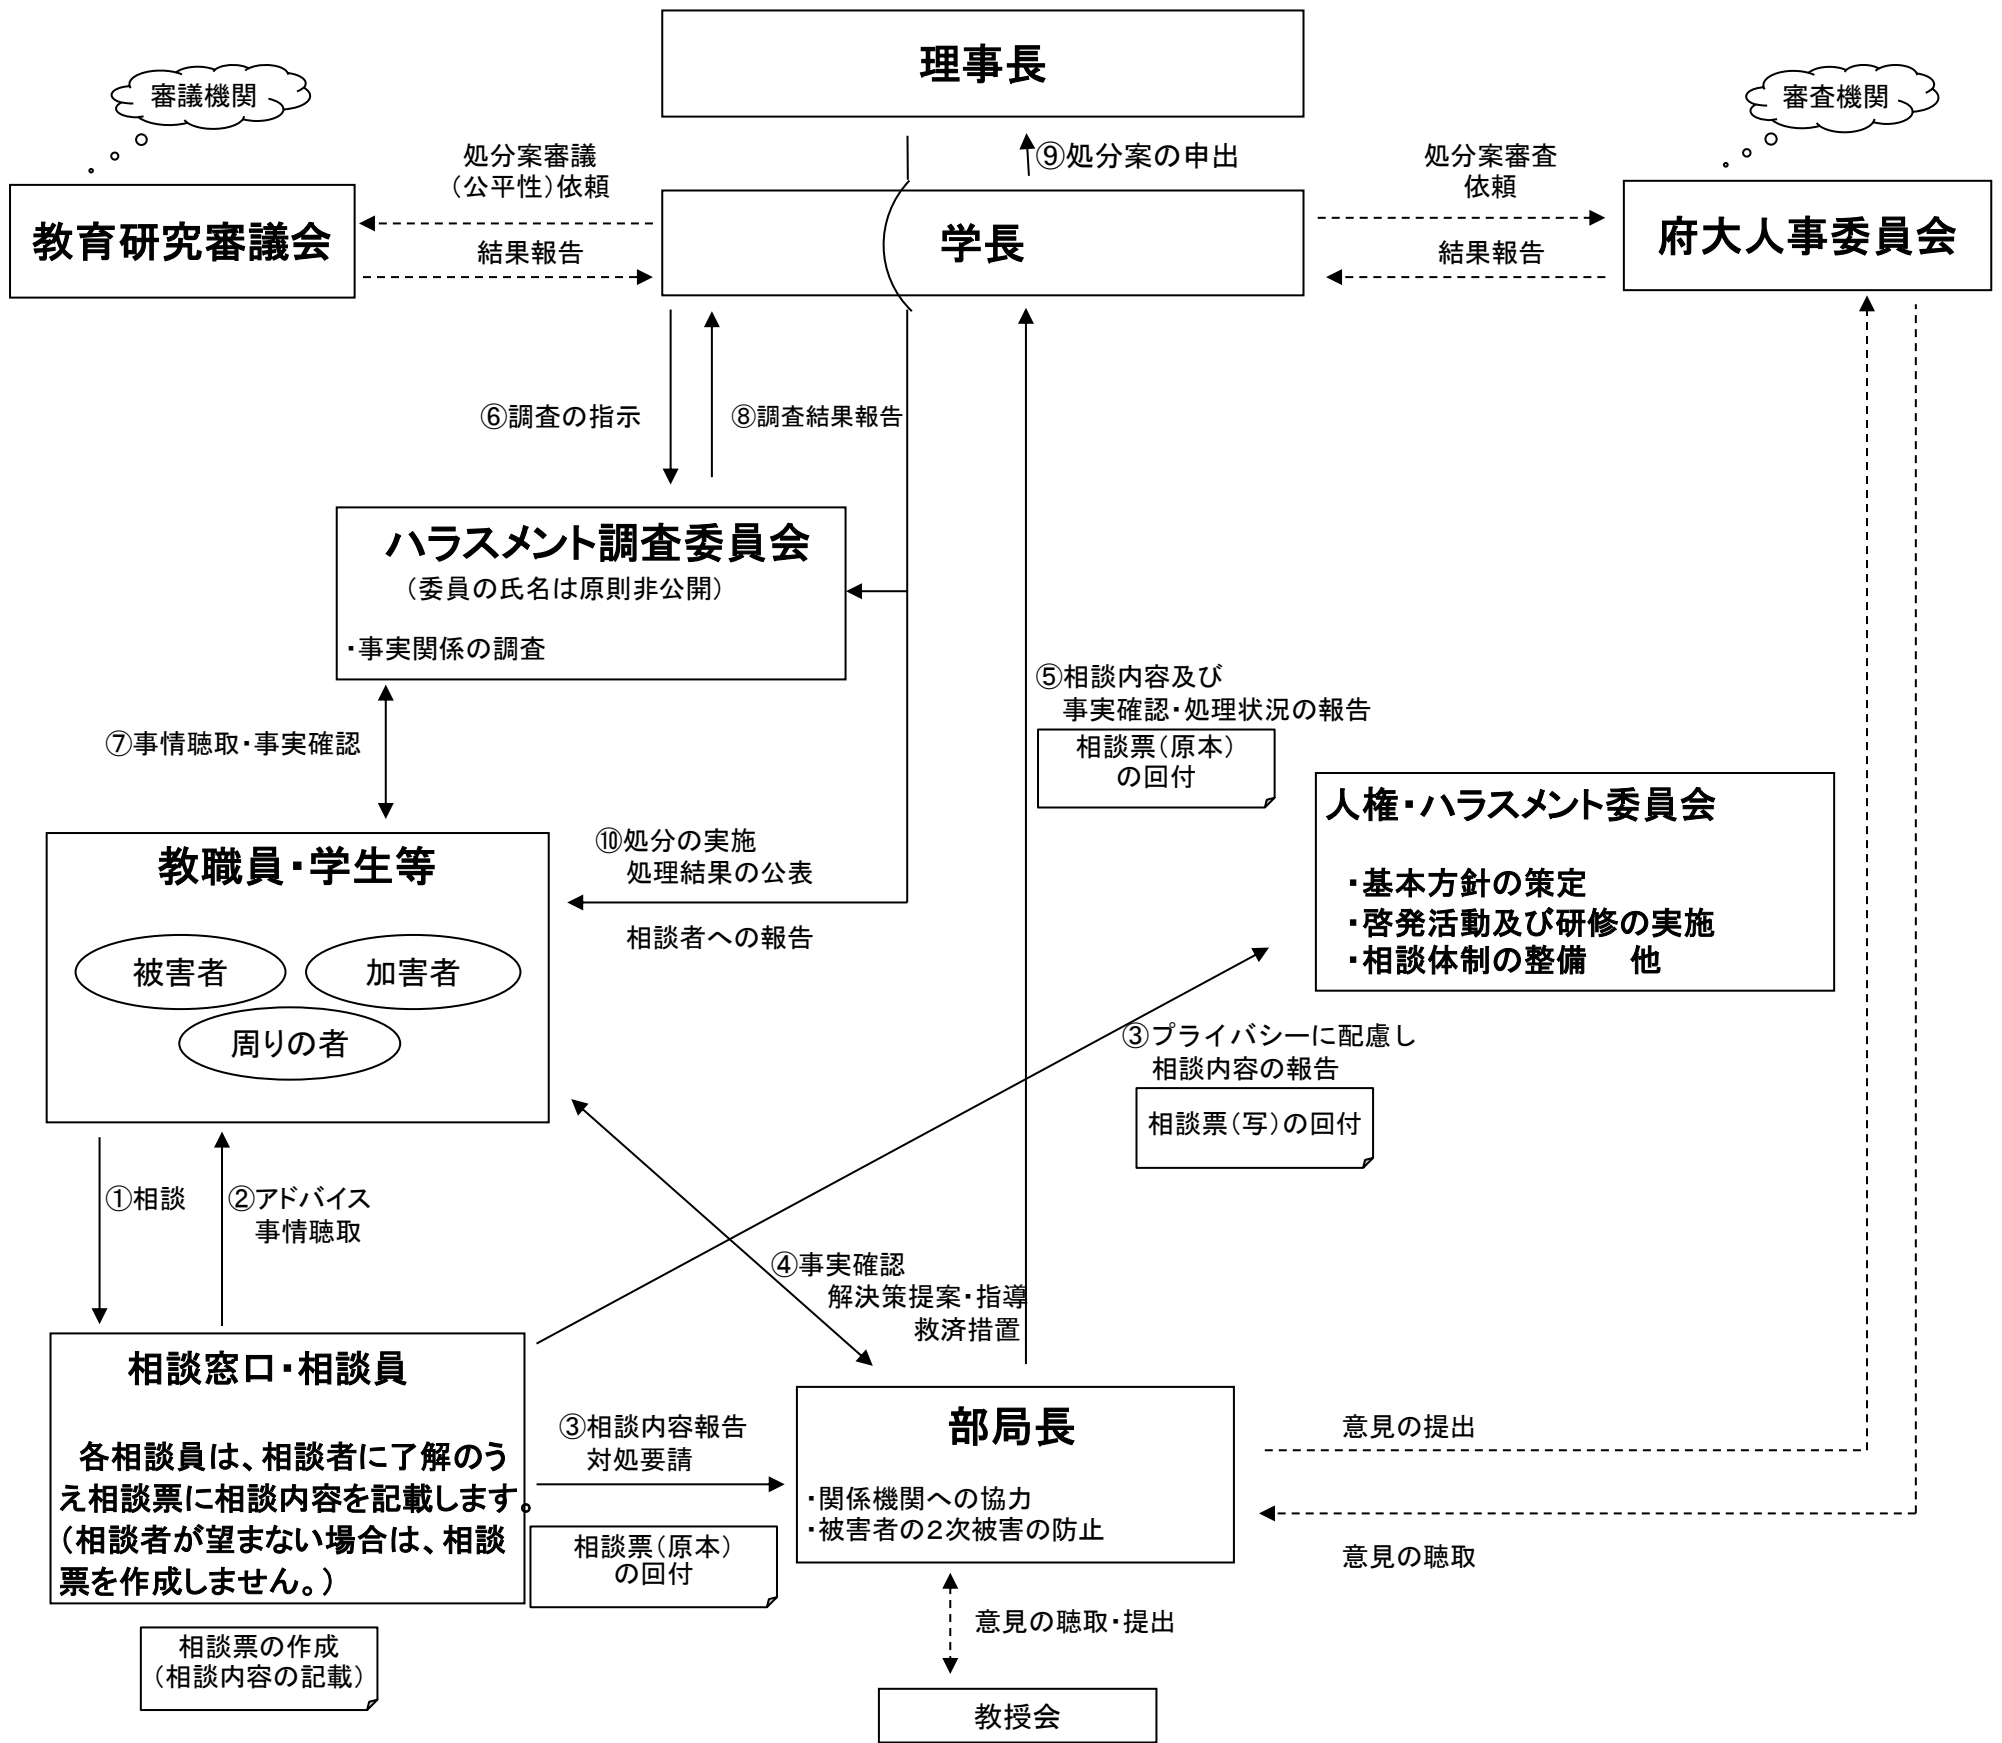 理事長
審議機関
審査機関
処分案審議
（公平性）依頼
⑨処分案の申出
処分案審査
依頼
教育研究審議会
学長
府大人事委員会
結果報告
結果報告
⑥調査の指示
⑧調査結果報告
ハラスメント調査委員会
（委員の氏名は原則非公開）
・事実関係の調査
⑤相談内容及び
事実確認・処理状況の報告
相談票（原本）
の回付
⑦事情聴取・事実確認
人権・ハラスメント委員会
・基本方針の策定
・啓発活動及び研修の実施
・相談体制の整備　他
⑩処分の実施
処理結果の公表
相談者への報告
教職員・学生等
被害者
加害者
周りの者
③プライバシーに配慮し
相談内容の報告
相談票（写）の回付
①相談
②アドバイス
事情聴取
④事実確認
解決策提案・指導
救済措置
相談窓口・相談員
各相談員は、相談者に了解のう
え相談票に相談内容を記載します。
（相談者が望まない場合は、相談
票を作成しません。）
③相談内容報告
対処要請
相談票（原本）
の回付
部局長
・関係機関への協力
・被害者の２次被害の防止
意見の提出
意見の聴取
相談票の作成
（相談内容の記載）
意見の聴取・提出
教授会